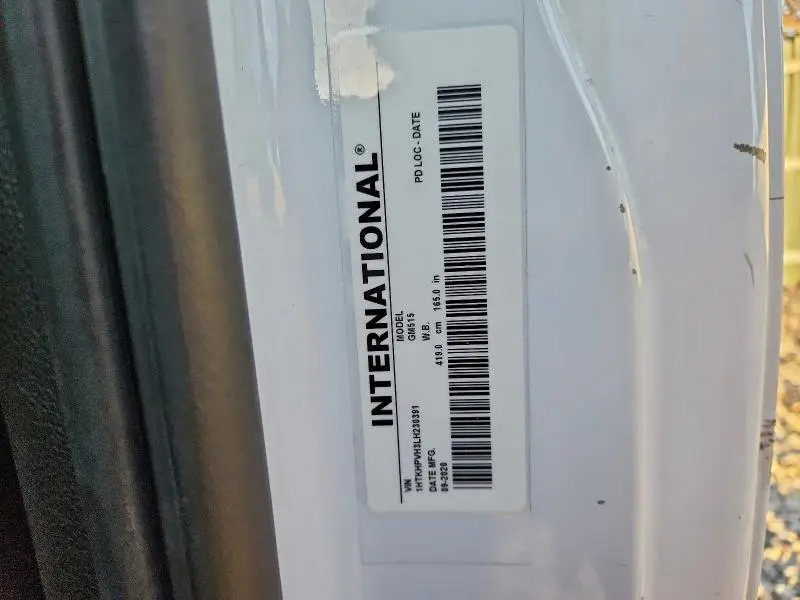 INTERNATIONAL®
VIN
1HTKHPVH3LH230391
MODEL
GM515
PD LOC - DATE
DATE MFG.
09-2020
W.B.
419.0 cm 165.0 in